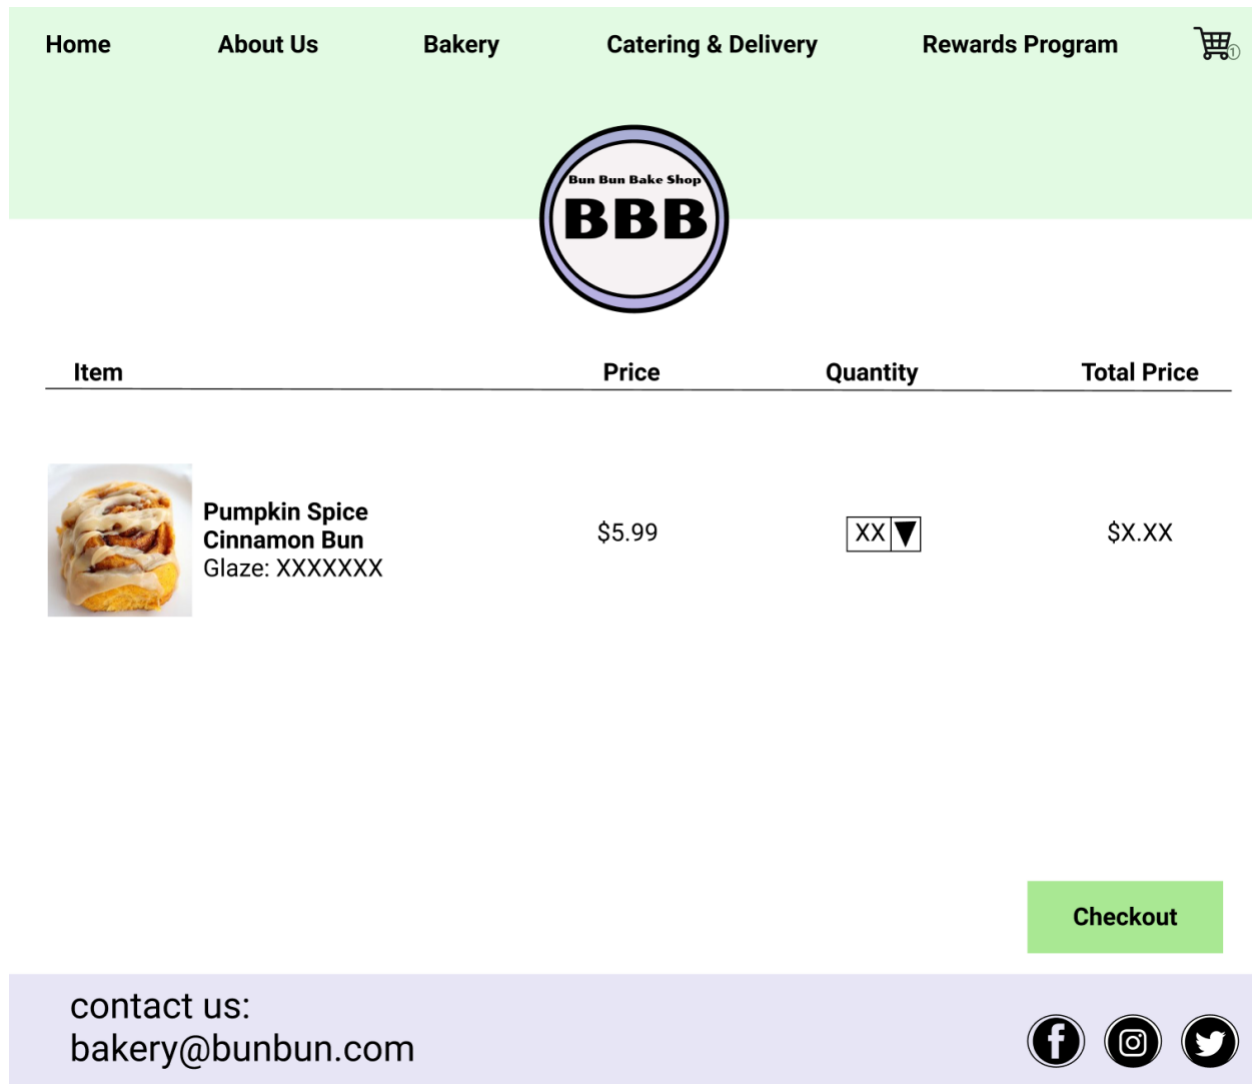 Home About Us Bakery Catering & Delivery Rewards Program 1
Bun Bun Bake Shop
BBB
Item Price Quantity Total Price
Pumpkin Spice
Cinnamon Bun
Glaze: XXXXXXX
$5.99
XX
$X.XX
Checkout
contact us:
bakery@bunbun.com